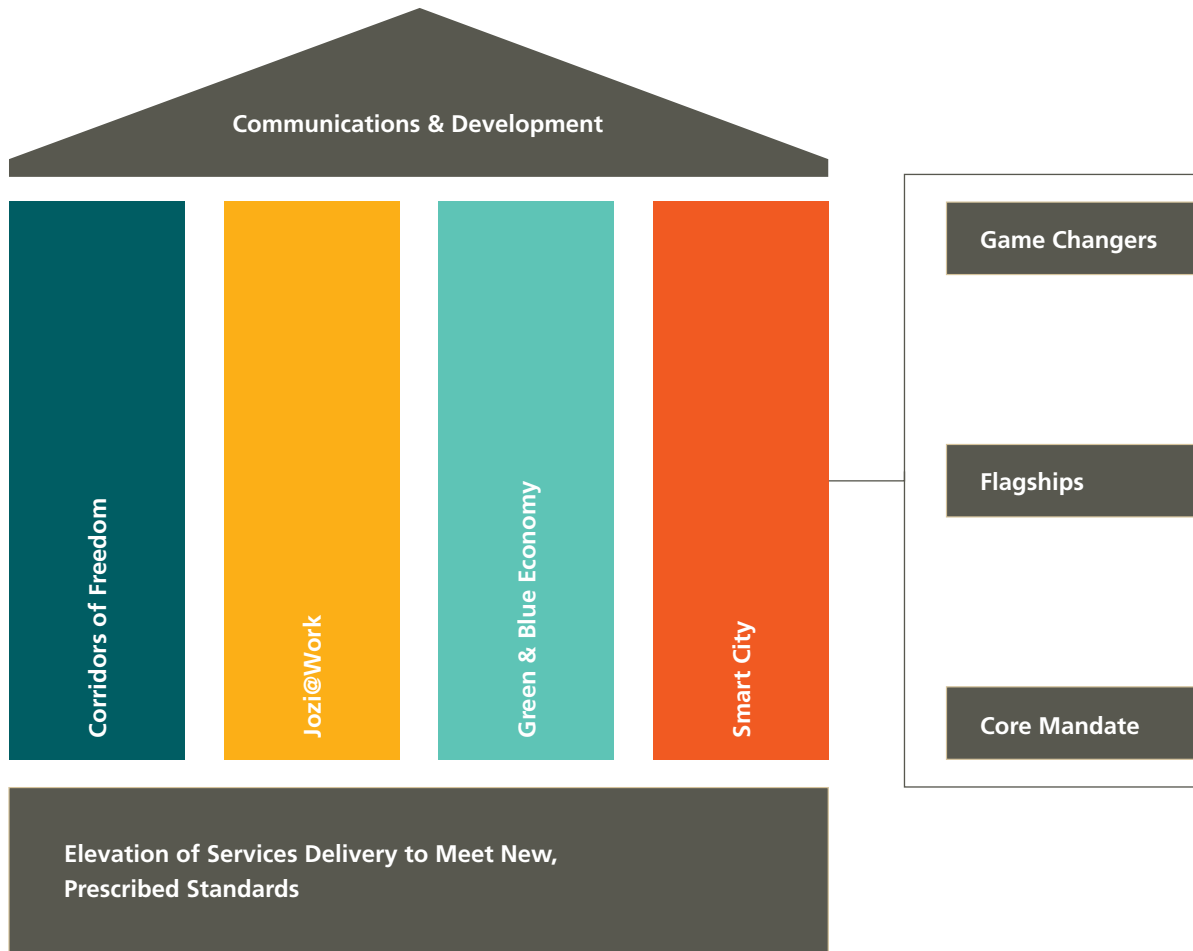 Communications & Development
Corridors of Freedom
Jozi@Work
Green & Blue Economy
Smart City
Game Changers
Flagships
Core Mandate
Elevation of Services Delivery to Meet New,
Prescribed Standards